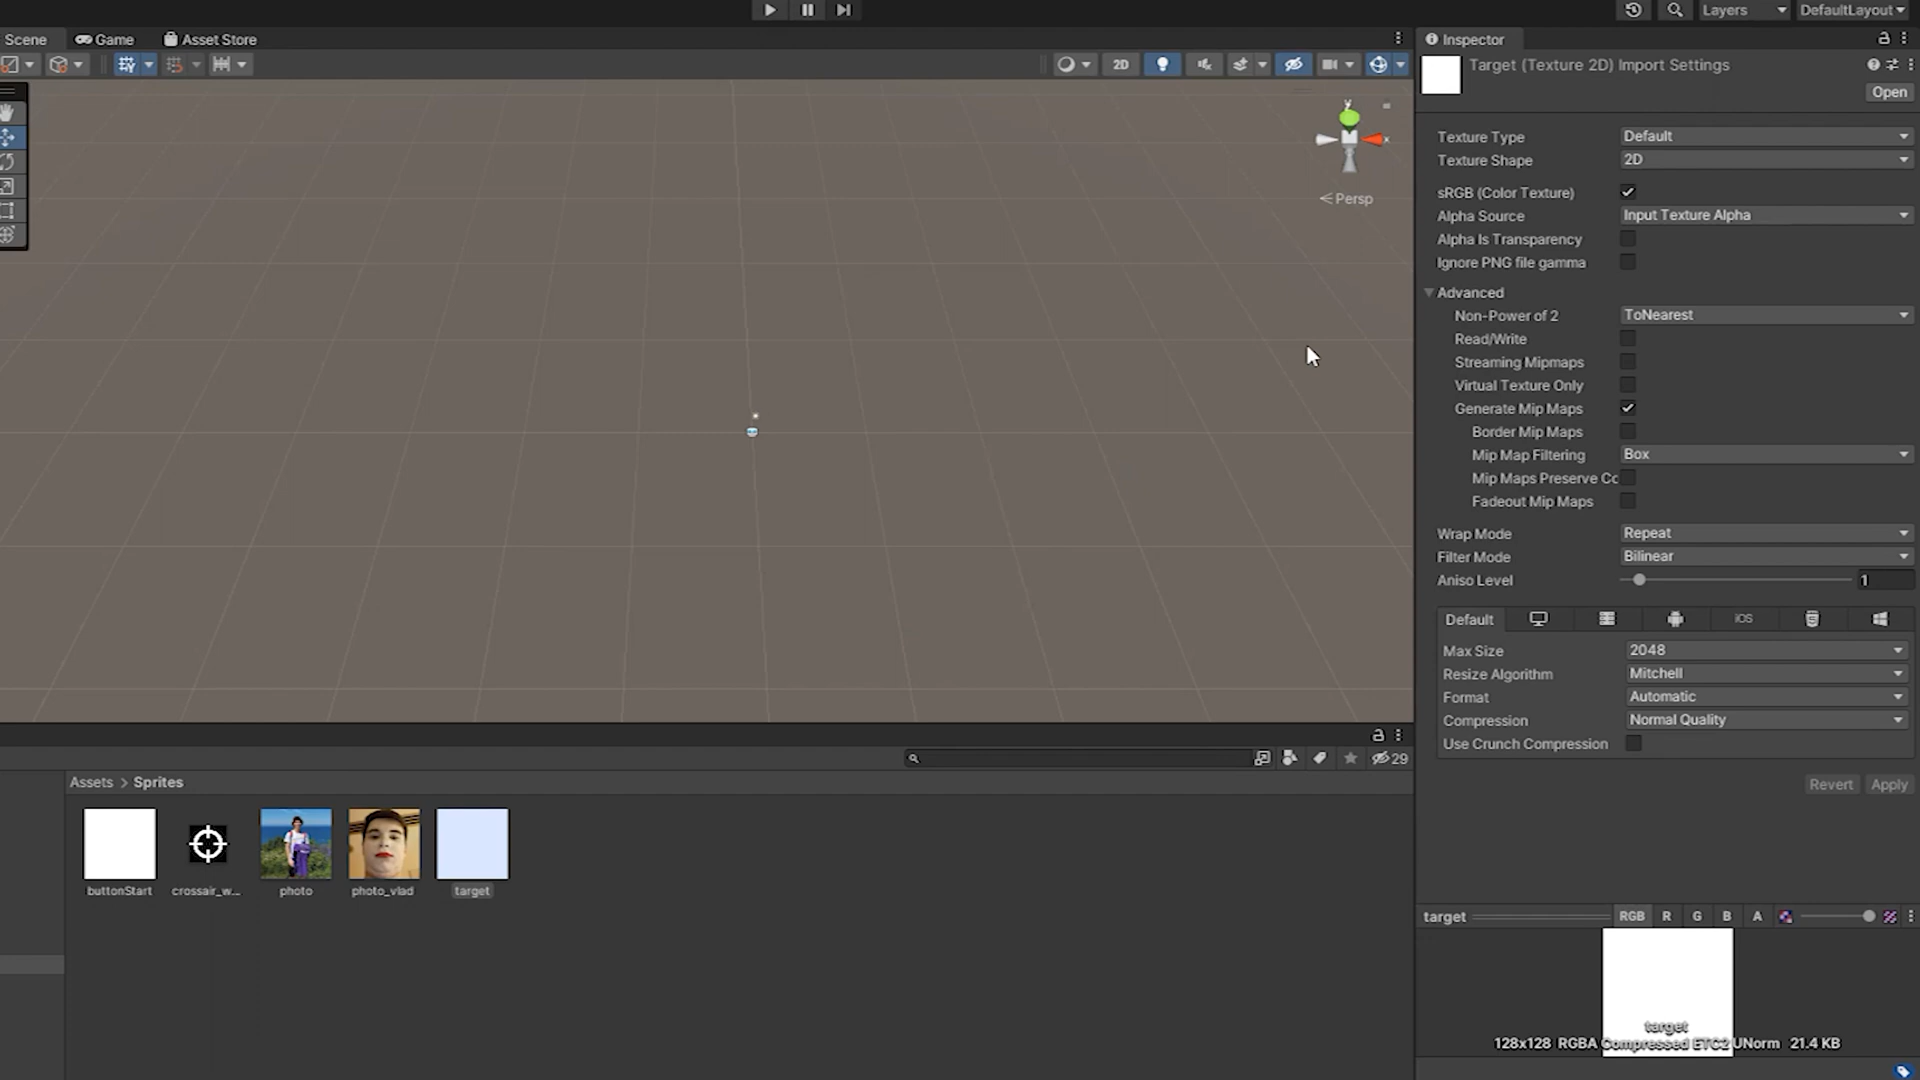 Layers
DefaultLayout
Scene
Game
Asset Store
Inspector
2D
Target (Texture 2D) Import Settings
Open
y
x
Persp
Texture Type Default
Texture Shape 2D
sRGB (Color Texture)
Alpha Source Input Texture Alpha
Alpha Is Transparency
Ignore PNG file gamma
Advanced
Non-Power of 2 ToNearest
Read/Write
Streaming Mipmaps
Virtual Texture Only
Generate Mip Maps
Border Mip Maps
Mip Map Filtering Box
Mip Maps Preserve Cc
Fadeout Mip Maps
Wrap Mode Repeat
Filter Mode Bilinear
Aniso Level 1
Default iOS
Max Size 2048
Resize Algorithm Mitchell
Format Automatic
Compression Normal Quality
Use Crunch Compression
Revert Apply
29
Assets > Sprites
buttonStart crossair_w... photo photo_vlad target
target RGB R G B A
target
128x128 RGBA Compressed ETC2 UNorm 21.4 KB